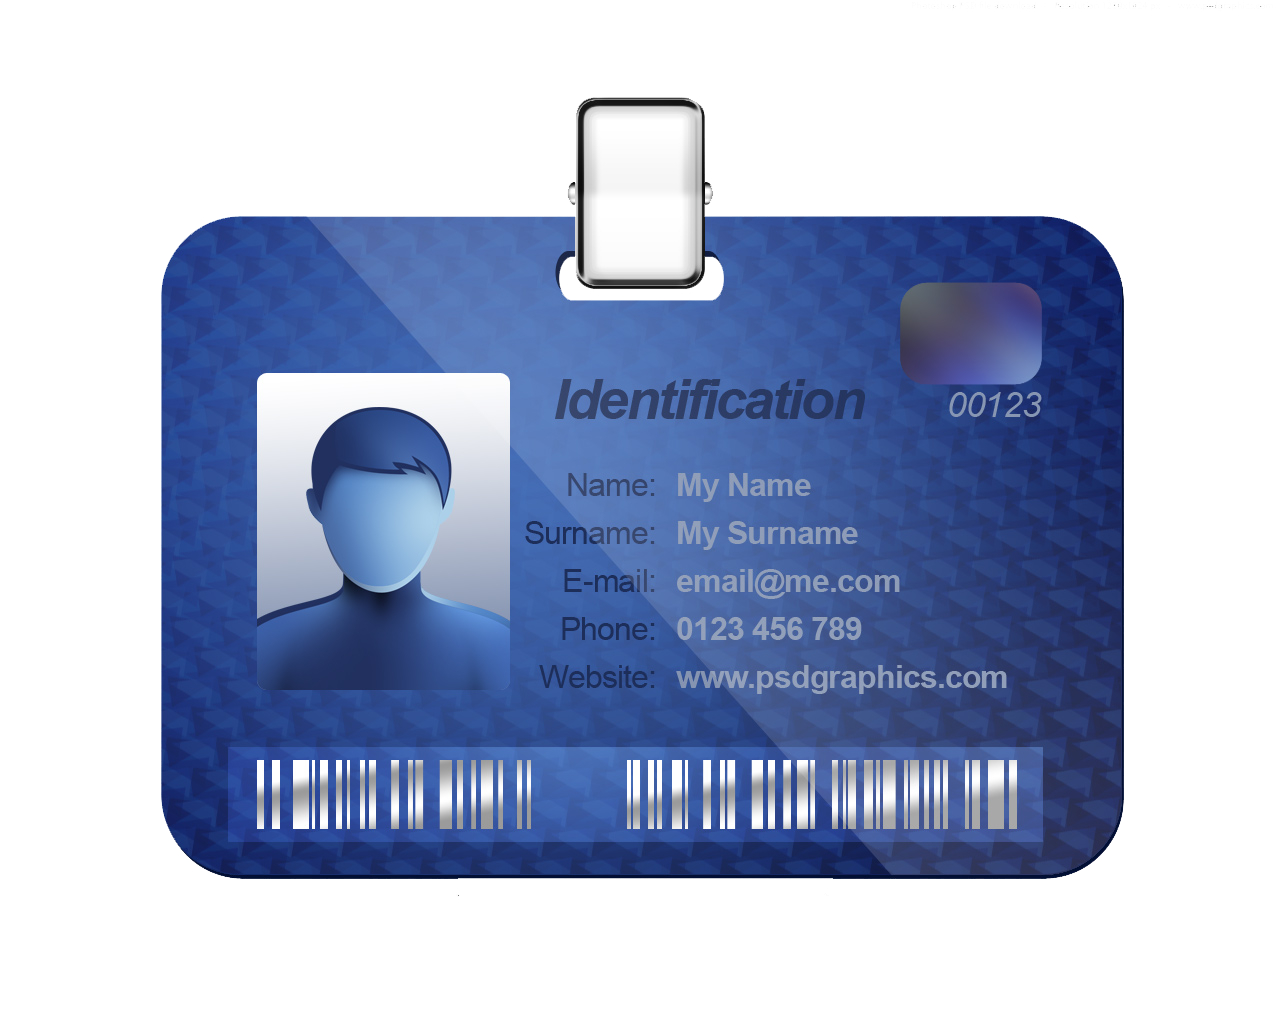 Identification
00123
Name: My Name
Surname: My Surname
E-mail: email@me.com
Phone: 0123 456 789
Website: www.psdgraphics.com